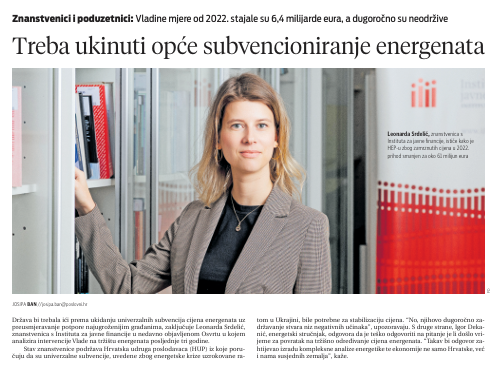 Znanstvenici i poduzetnici: Vladine mjere od 2022. stajale su 6,4 milijarde eura, a dugoročno su neodržive
Treba ukinuti opće subvencioniranje energenata
Leonarda Srdelić, znanstvenica s
Instituta za javne financije, ističe kako je
HEP-u zbog zamrznutih cijena u 2022.
prihod smanjen za oko 61 milijun eura
JOSIPA BAN // josipa.ban@poslovni.hr
Država bi trebala ići prema ukidanju univerzalnih subvencija cijena energenata uz
preusmjeravanje potpore najugroženijim građanima, zaključuje Leonarda Srdelić,
znanstvenica s Instituta za javne financije u nedavno objavljenom Osvrtu u kojem
analizira intervencije Vlade na tržištu energenata posljednje tri godine.
Stav znanstvenice podržava Hrvatska udruga poslodavaca (HUP) iz koje poru-
čuju da su univerzalne subvencije, uvedene zbog energetske krize uzrokovane ra-
tom u Ukrajini, bile potrebne za stabilizaciju cijena. "No, njihovo dugoročno za-
državanje stvara niz negativnih učinaka", upozoravaju. S druge strane, Igor Deka-
nić, energetski stručnjak, odgovora da je teško odgovoriti na pitanje je li došlo vri-
jeme za povratak na tržišno određivanje cijena energenata. "Takav bi odgovor za-
htijevao izradu kompleksne analize energetike te ekonomije ne samo Hrvatske, već
i nama susjednih zemalja", kaže.